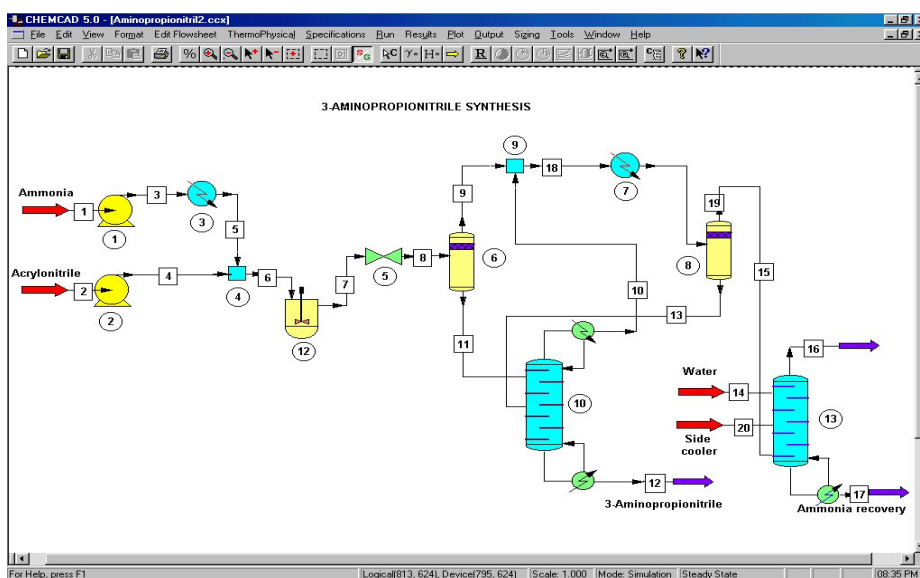 CHEMCAD 5.0 - [Aminopropionitril2.ccx]
File Edit View Format Edit Flowsheet ThermoPhysical Specifications Run Results Plot Output Sizing Tools Window Help
3-AMINOPROPIONITRILE SYNTHESIS
9
18
7
19
Ammonia
1
3
3
1
9
5
6
8
15
Acrylonitrile
2
4
6
4
2
7
5
8
12
11
10
13
10
16
Water
14
13
20
Side
cooler
12
3-Aminopropionitrile
17
Ammonia recovery
For Help, press F1
Logical(813, 624), Device(795, 624)
Scale: 1.000
Mode: Simulation
Steady State
08:35 PM